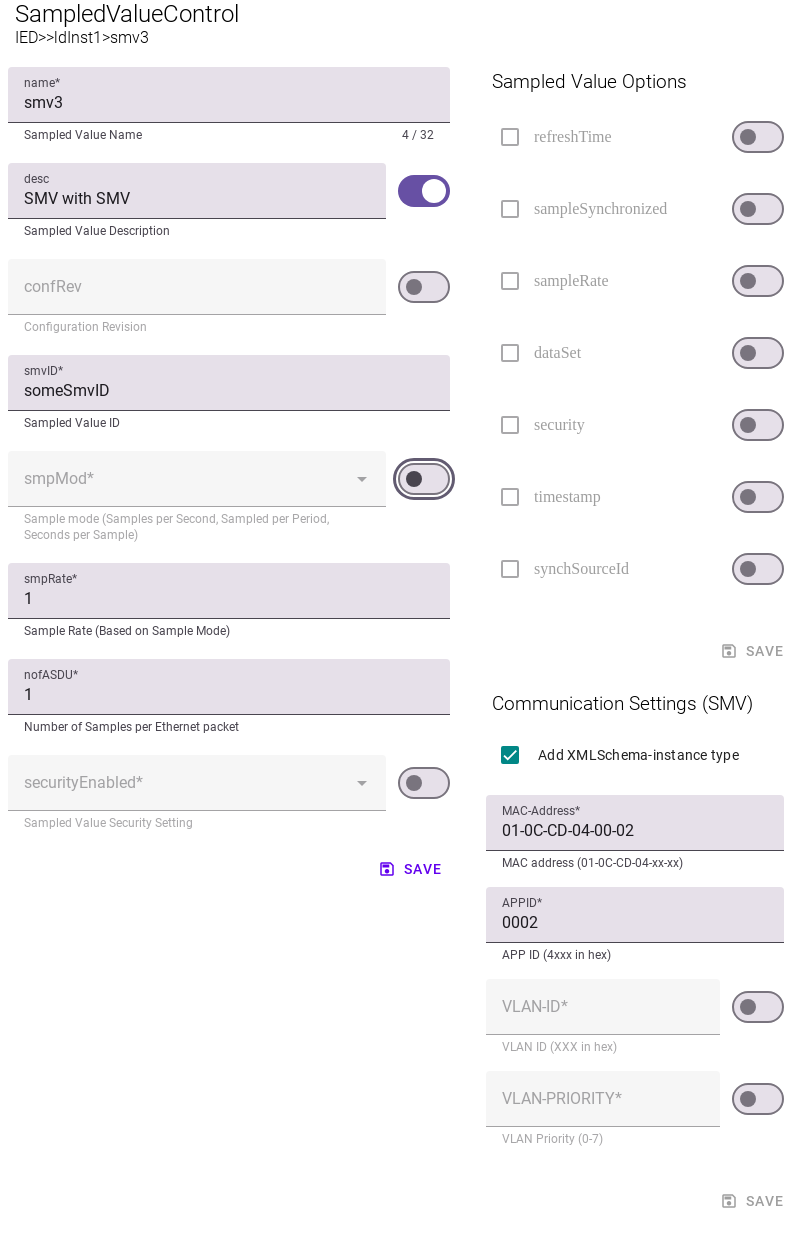 SampledValueControl
IED>>ldInst1>smv3
name*
smv3
Sampled Value Name
4 / 32
desc
SMV with SMV
Sampled Value Description
confRev
Configuration Revision
smvID*
someSmvID
Sampled Value ID
smpMod*
Sample mode (Samples per Second, Sampled per Period,
Seconds per Sample)
smpRate*
1
Sample Rate (Based on Sample Mode)
nofASDU*
1
Number of Samples per Ethernet packet
securityEnabled*
Sampled Value Security Setting
SAVE
Sampled Value Options
refreshTime
sampleSynchronized
sampleRate
dataSet
security
timestamp
synchSourceId
SAVE
Communication Settings (SMV)
Add XMLSchema-instance type
MAC-Address*
01-0C-CD-04-00-02
MAC address (01-0C-CD-04-xx-xx)
APPID*
0002
APP ID (4xxx in hex)
VLAN-ID*
VLAN ID (XXX in hex)
VLAN-PRIORITY*
VLAN Priority (0-7)
SAVE